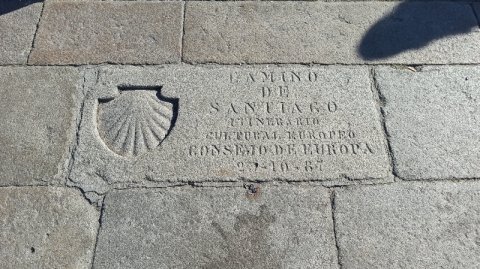 CAMINO
DE
SANTIAGO
ITINERARIO
CULTURAL EUROPEO
CONSEJO DE EUROPA
23-10-87